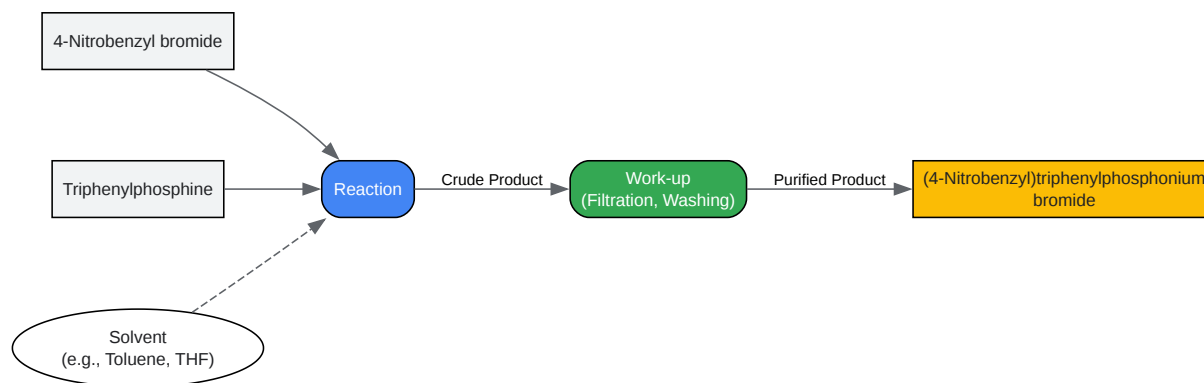 4-Nitrobenzyl bromide
Triphenylphosphine
Reaction
Crude Product
Work-up
(Filtration, Washing)
Purified Product
(4-Nitrobenzyl)triphenylphosphonium
bromide
Solvent
(e.g., Toluene, THF)